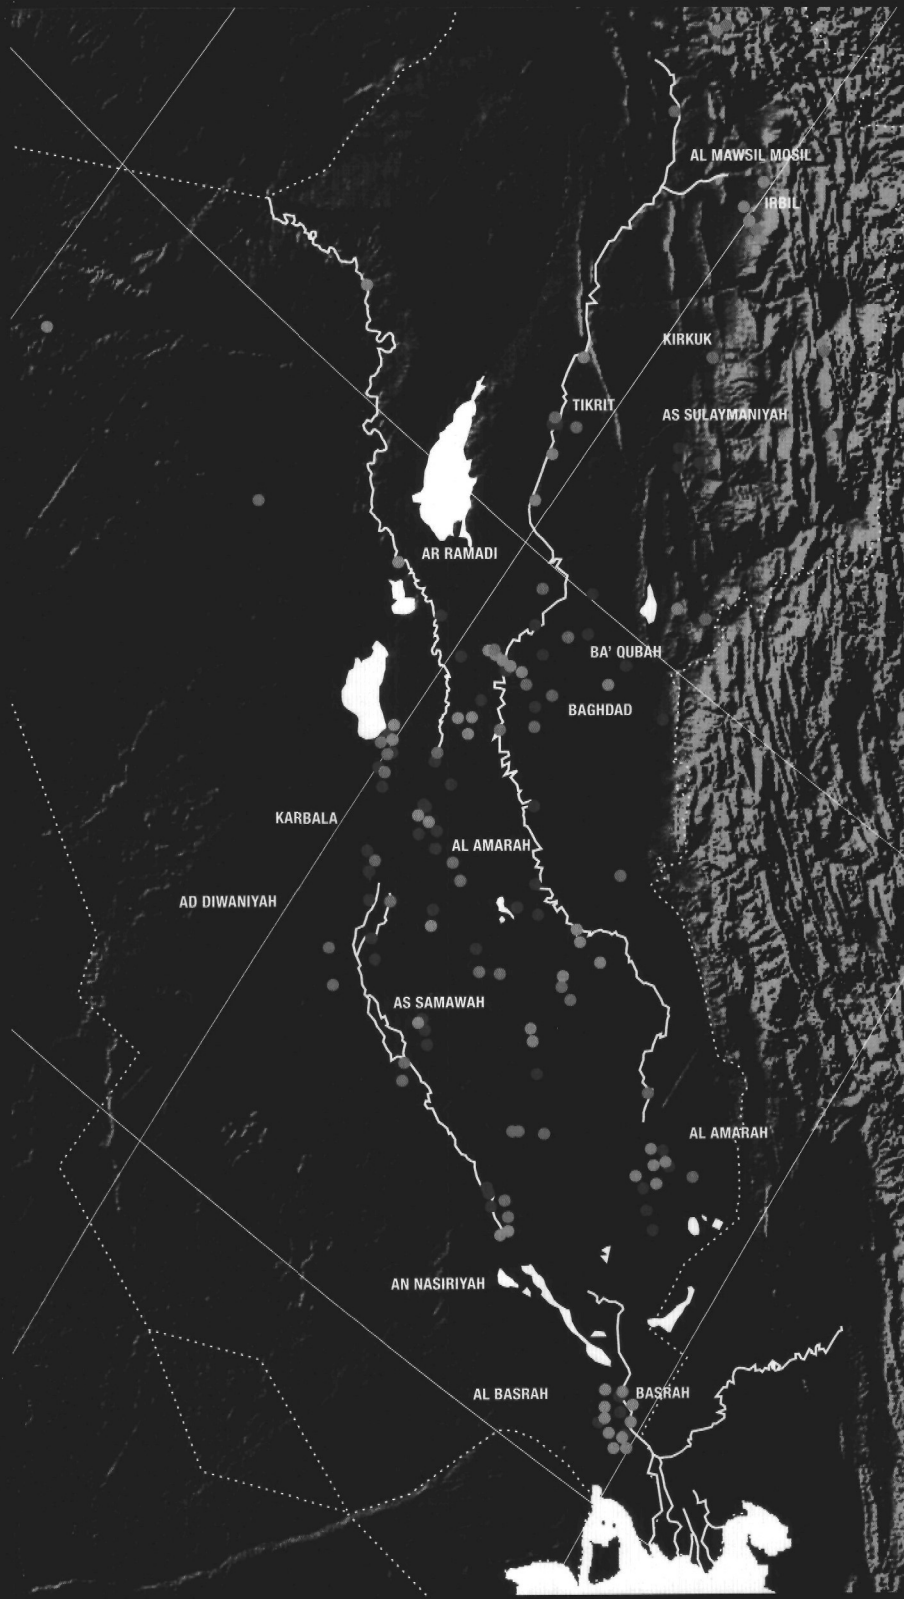 AL MAWSIL MOSIL
IRBIL
KIRKUK
TIKRIT
AS SULAYMANIYAH
AR RAMADI
BA' QUBAH
BAGHDAD
KARBALA
AL AMARAH
AD DIWANIYAH
AS SAMAWAH
AL AMARAH
AN NASIRIYAH
AL BASRAH
BASRAH